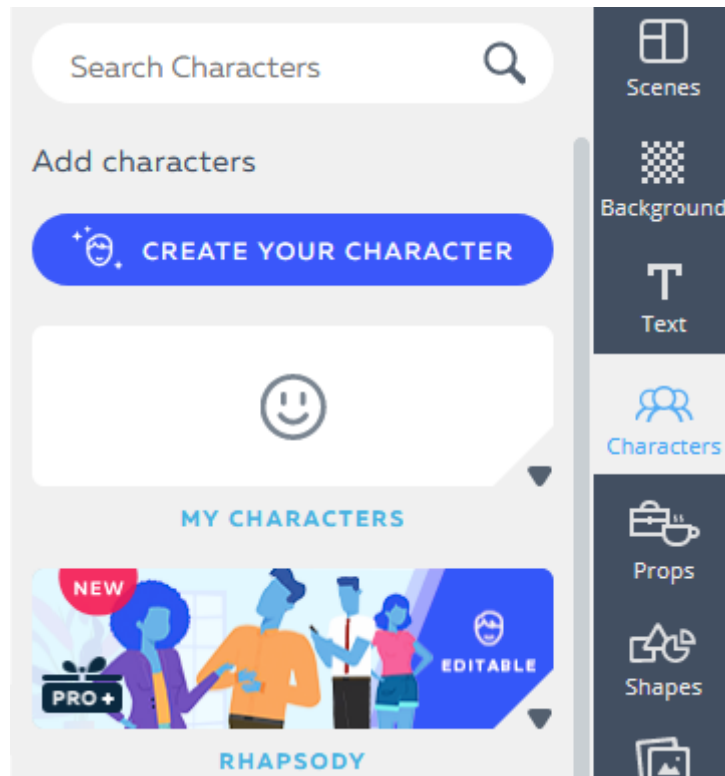 Search Characters
Add characters
CREATE YOUR CHARACTER
MY CHARACTERS
NEW
EDITABLE
PRO+
RHAPSODY
Scenes
Background
Text
Characters
Props
Shapes